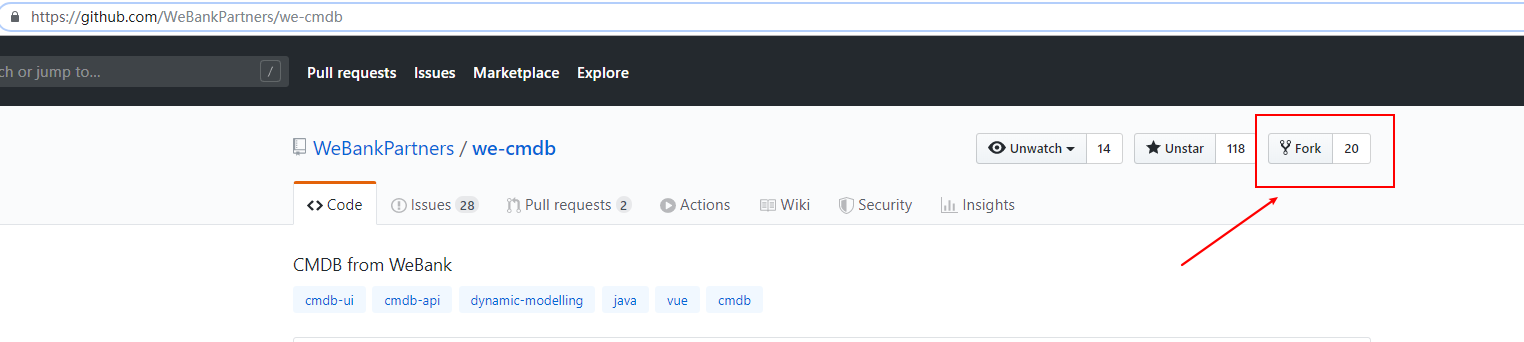 https://github.com/WeBankPartners/we-cmdb
ch or jump to... / Pull requests Issues Marketplace Explore
WeBankPartners / we-cmdb Unwatch 14 Unstar 118 Fork 20
Code Issues 28 Pull requests 2 Actions Wiki Security Insights
CMDB from WeBank
cmdb-ui cmdb-api dynamic-modelling java vue cmdb